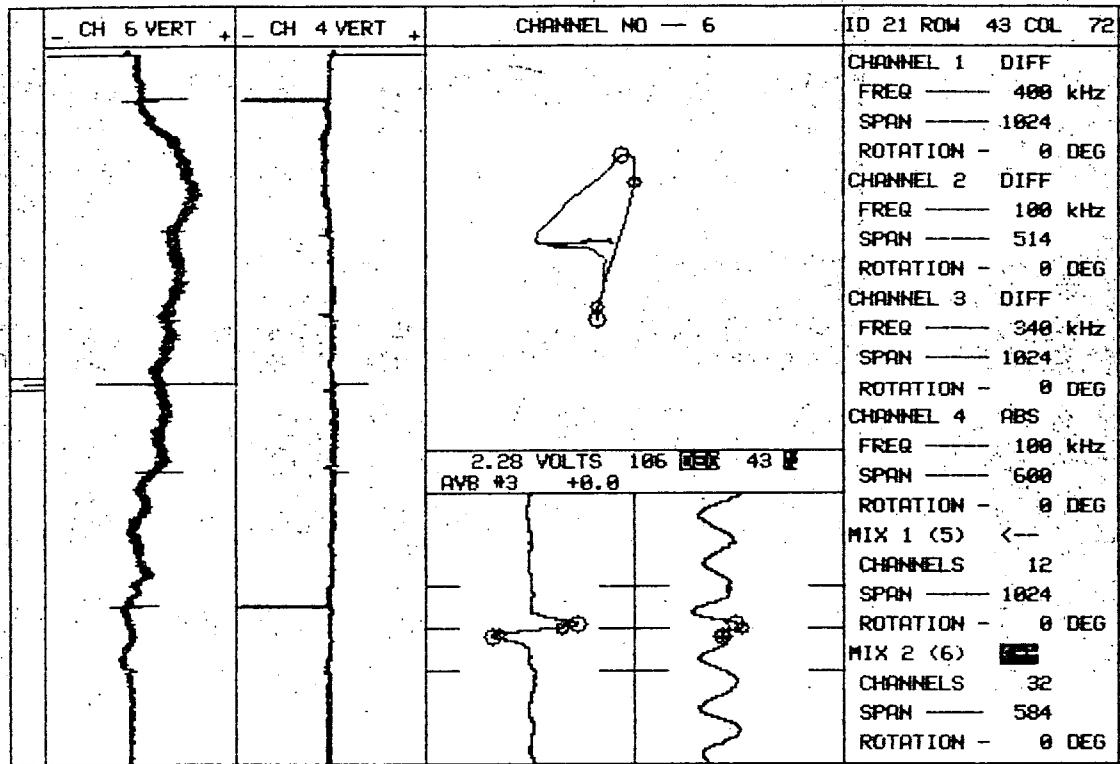 _ CH 6 VERT +
_ CH 4 VERT +
CHANNEL NO –– 6
ID 21 ROW 43 COL 72
CHANNEL 1 DIFF
FREQ ––––– 400 kHz
SPAN ––––– 1024
ROTATION - 0 DEG
CHANNEL 2 DIFF
FREQ ––––– 100 kHz
SPAN ––––– 514
ROTATION - 0 DEG
CHANNEL 3 DIFF
FREQ ––––– 340 kHz
SPAN ––––– 1024
ROTATION - 0 DEG
CHANNEL 4 ABS
FREQ ––––– 100 kHz
SPAN ––––– 600
ROTATION - 0 DEG
MIX 1 (5) <--
CHANNELS 12
SPAN ––––– 1024
ROTATION - 0 DEG
MIX 2 (6)
CHANNELS 32
SPAN ––––– 584
ROTATION - 0 DEG
2.28 VOLTS 106 DEG 43
AVB #3 +0.0